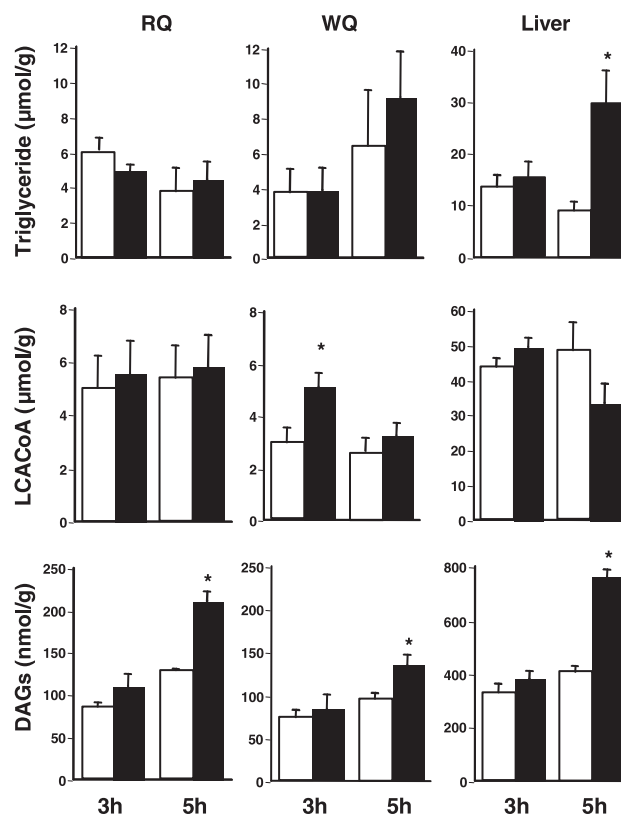 RQ WQ Liver
Triglyceride (µmol/g)
12 12 40
10 10
8 8 30
6 6 20
4 4
2 2 10
0 0 0
* 
LCACoA (µmol/g)
8 8 60
50
6 6 40
4 4 30
20
2 2 10
0 0 0
*
DAGs (nmol/g)
250 250 800
200 200 600
150 150
400
100 100
50 50 200
0 0 0
* * *
3h 5h 3h 5h 3h 5h